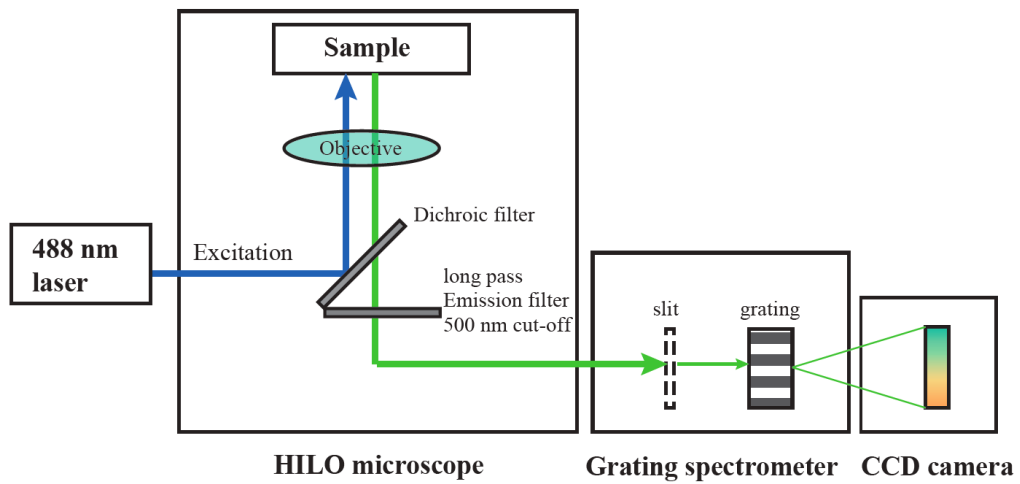 Sample
Objective
Dichroic filter
488 nm
laser
Excitation
long pass
Emission filter
500 nm cut-off
slit
grating
HILO microscope
Grating spectrometer
CCD camera